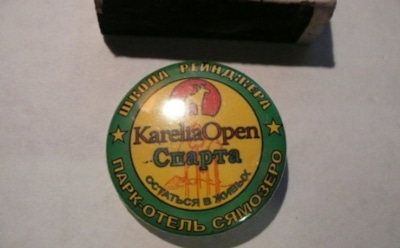 ШКОЛА РЕЙНДЖЕРА
KareliaOpen
Спарта
ОСТАТЬСЯ В ЖИВЫХ
ПАРК-ОТЕЛЬ СЯМОЗЕРО